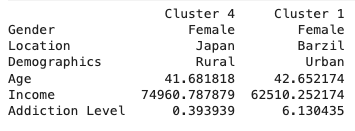 Cluster 4 Cluster 1
Gender Female Female
Location Japan Barzil
Demographics Rural Urban
Age 41.681818 42.652174
Income 74960.787879 62510.252174
Addiction Level 0.393939 6.130435